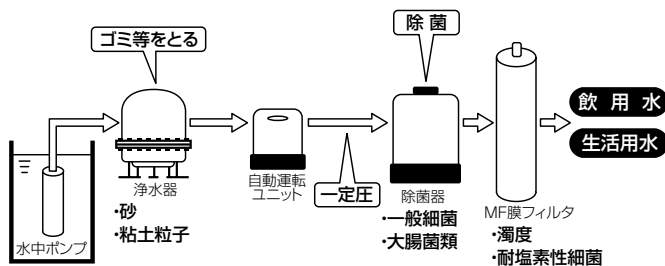 ゴミ等をとる
除菌
飲用水
生活用水
浄水器
・砂
・粘土粒子
水中ポンプ
自動運転
ユニット
一定圧
除菌器
・一般細菌
・大腸菌類
MF膜フィルタ
・濁度
・耐塩素性細菌